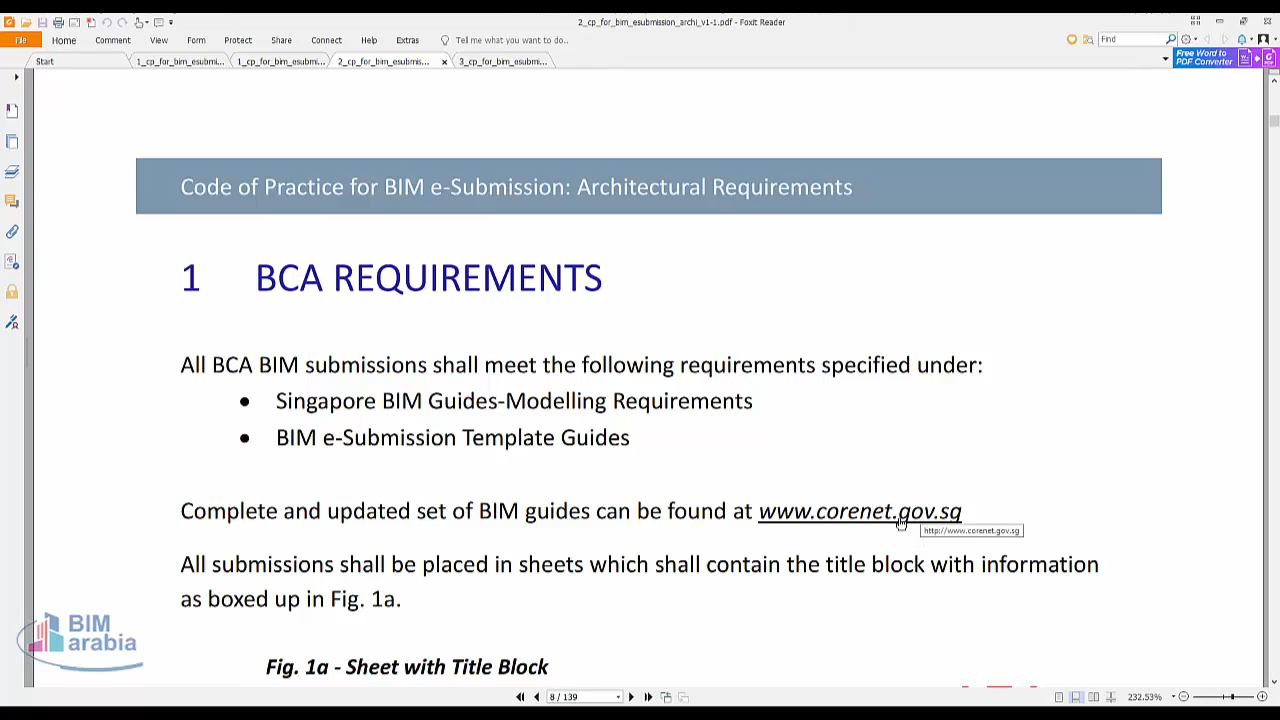 2_cp_for_bim_esubmission_archi_v1-1.pdf - Foxit Reader
File Home Comment View Form Protect Share Connect Help Extras Tell me what you want to do.. Find
Start 1_cp_for_bim_esubmi... 1_cp_for_bim_esubmi... 2_cp_for_bim_esubmis... 3_cp_for_bim_esubmi...
Free Word to
PDF Converter
Code of Practice for BIM e-Submission: Architectural Requirements
1 BCA REQUIREMENTS
All BCA BIM submissions shall meet the following requirements specified under:
• Singapore BIM Guides-Modelling Requirements
• BIM e-Submission Template Guides
Complete and updated set of BIM guides can be found at www.corenet.gov.sg
http://www.corenet.gov.sg
All submissions shall be placed in sheets which shall contain the title block with information
as boxed up in Fig. 1a.
BIM
arabia
Fig. 1a - Sheet with Title Block
8 / 139
232.53%